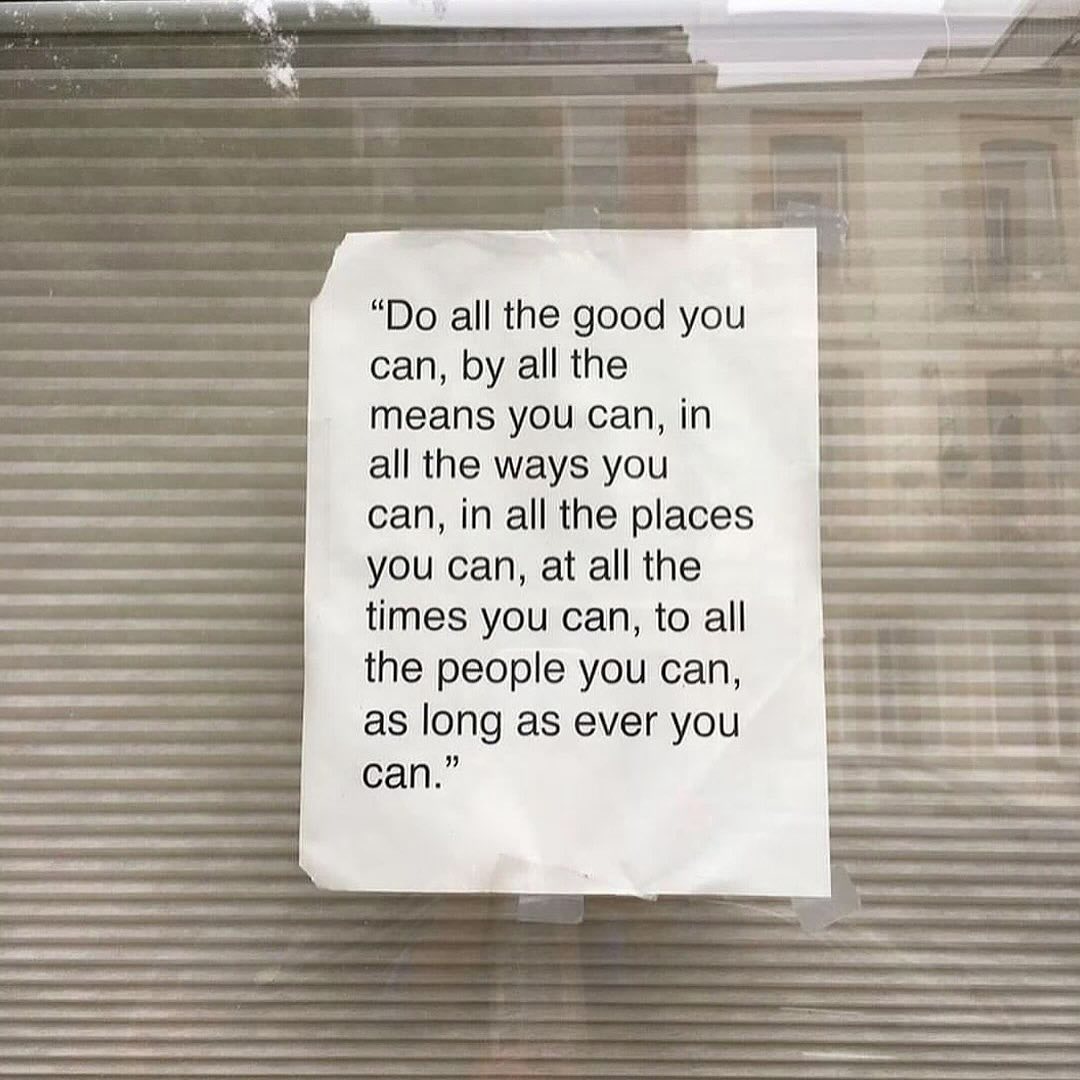 “Do all the good you
can, by all the
means you can, in
all the ways you
can, in all the places
you can, at all the
times you can, to all
the people you can,
as long as ever you
can.”